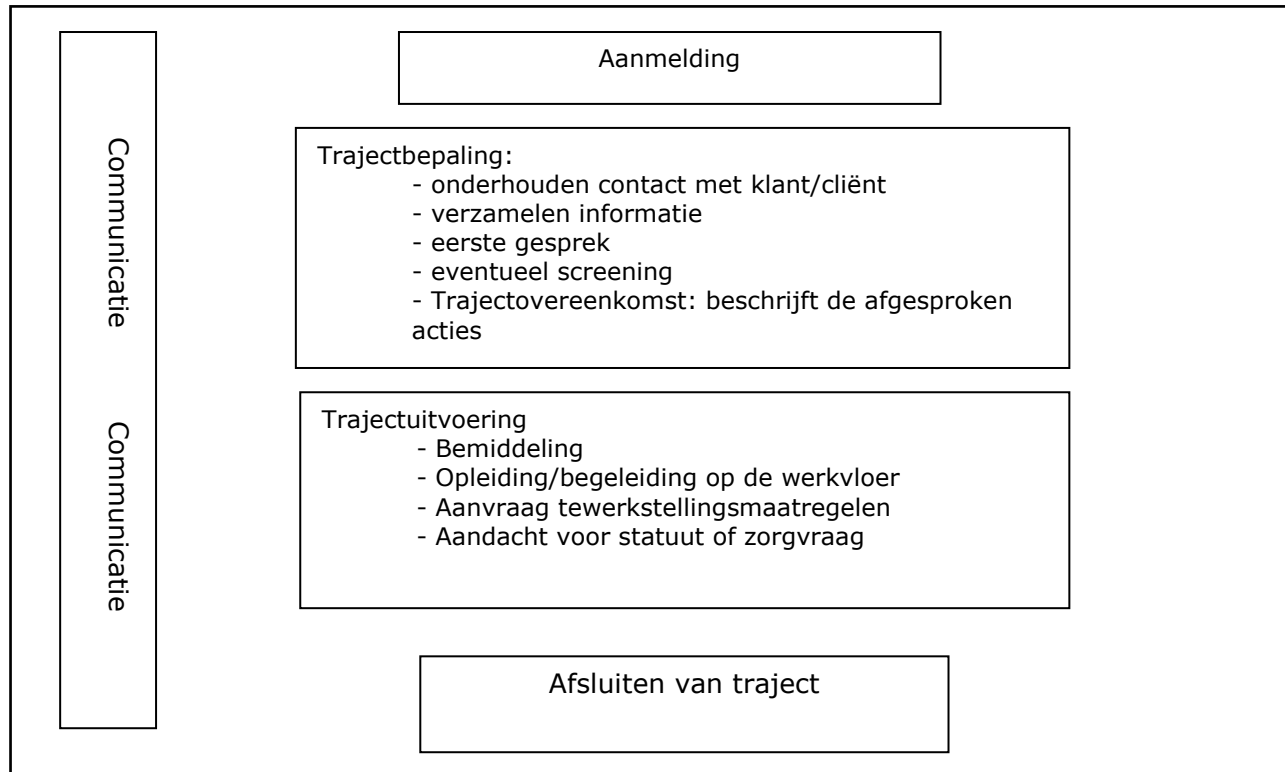 Communicatie
Communicatie
Aanmelding
Trajectbepaling:
- onderhouden contact met klant/cliënt
- verzamelen informatie
- eerste gesprek
- eventueel screening
- Trajectovereenkomst: beschrijft de afgesproken
acties
Trajectuitvoering
- Bemiddeling
- Opleiding/begeleiding op de werkvloer
- Aanvraag tewerkstellingsmaatregelen
- Aandacht voor statuut of zorgvraag
Afsluiten van traject